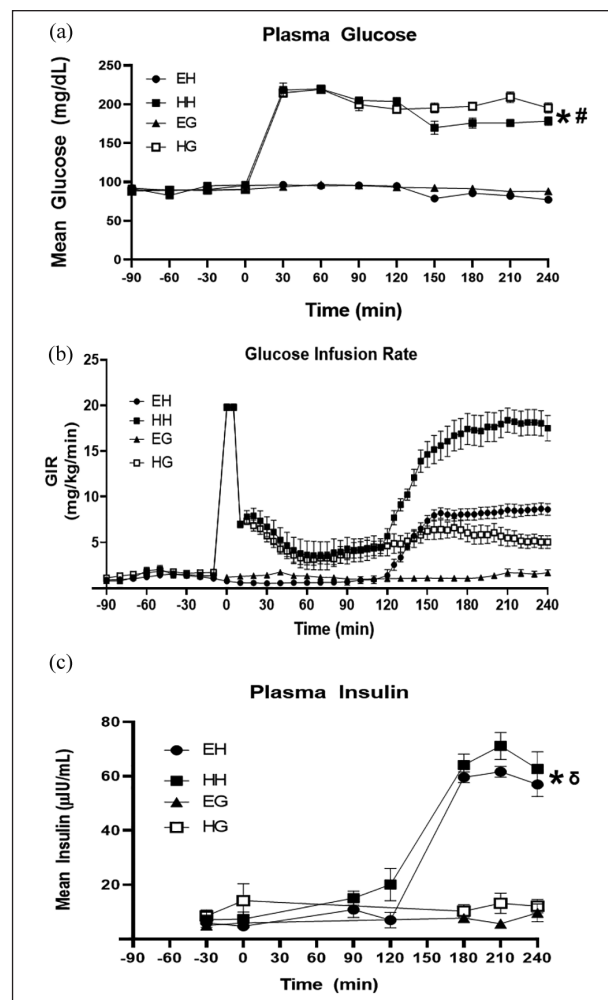 (a)
Plasma Glucose
Mean Glucose (mg/dL)
250
200
150
100
50
0
EH
HH
EG
HG
* #
-90 -60 -30 0 30 60 90 120 150 180 210 240
Time (min)
(b)
Glucose Infusion Rate
GIR
(mg/kg/min)
25
20
15
10
5
EH
HH
EG
HG
-90 -60 -30 0 30 60 90 120 150 180 210 240
Time (min)
(c)
Plasma Insulin
Mean Insulin (µIU/mL)
80
60
40
20
EH
HH
EG
HG
* δ
-120 -90 -60 -30 0 30 60 90 120 150 180 210 240
Time (min)